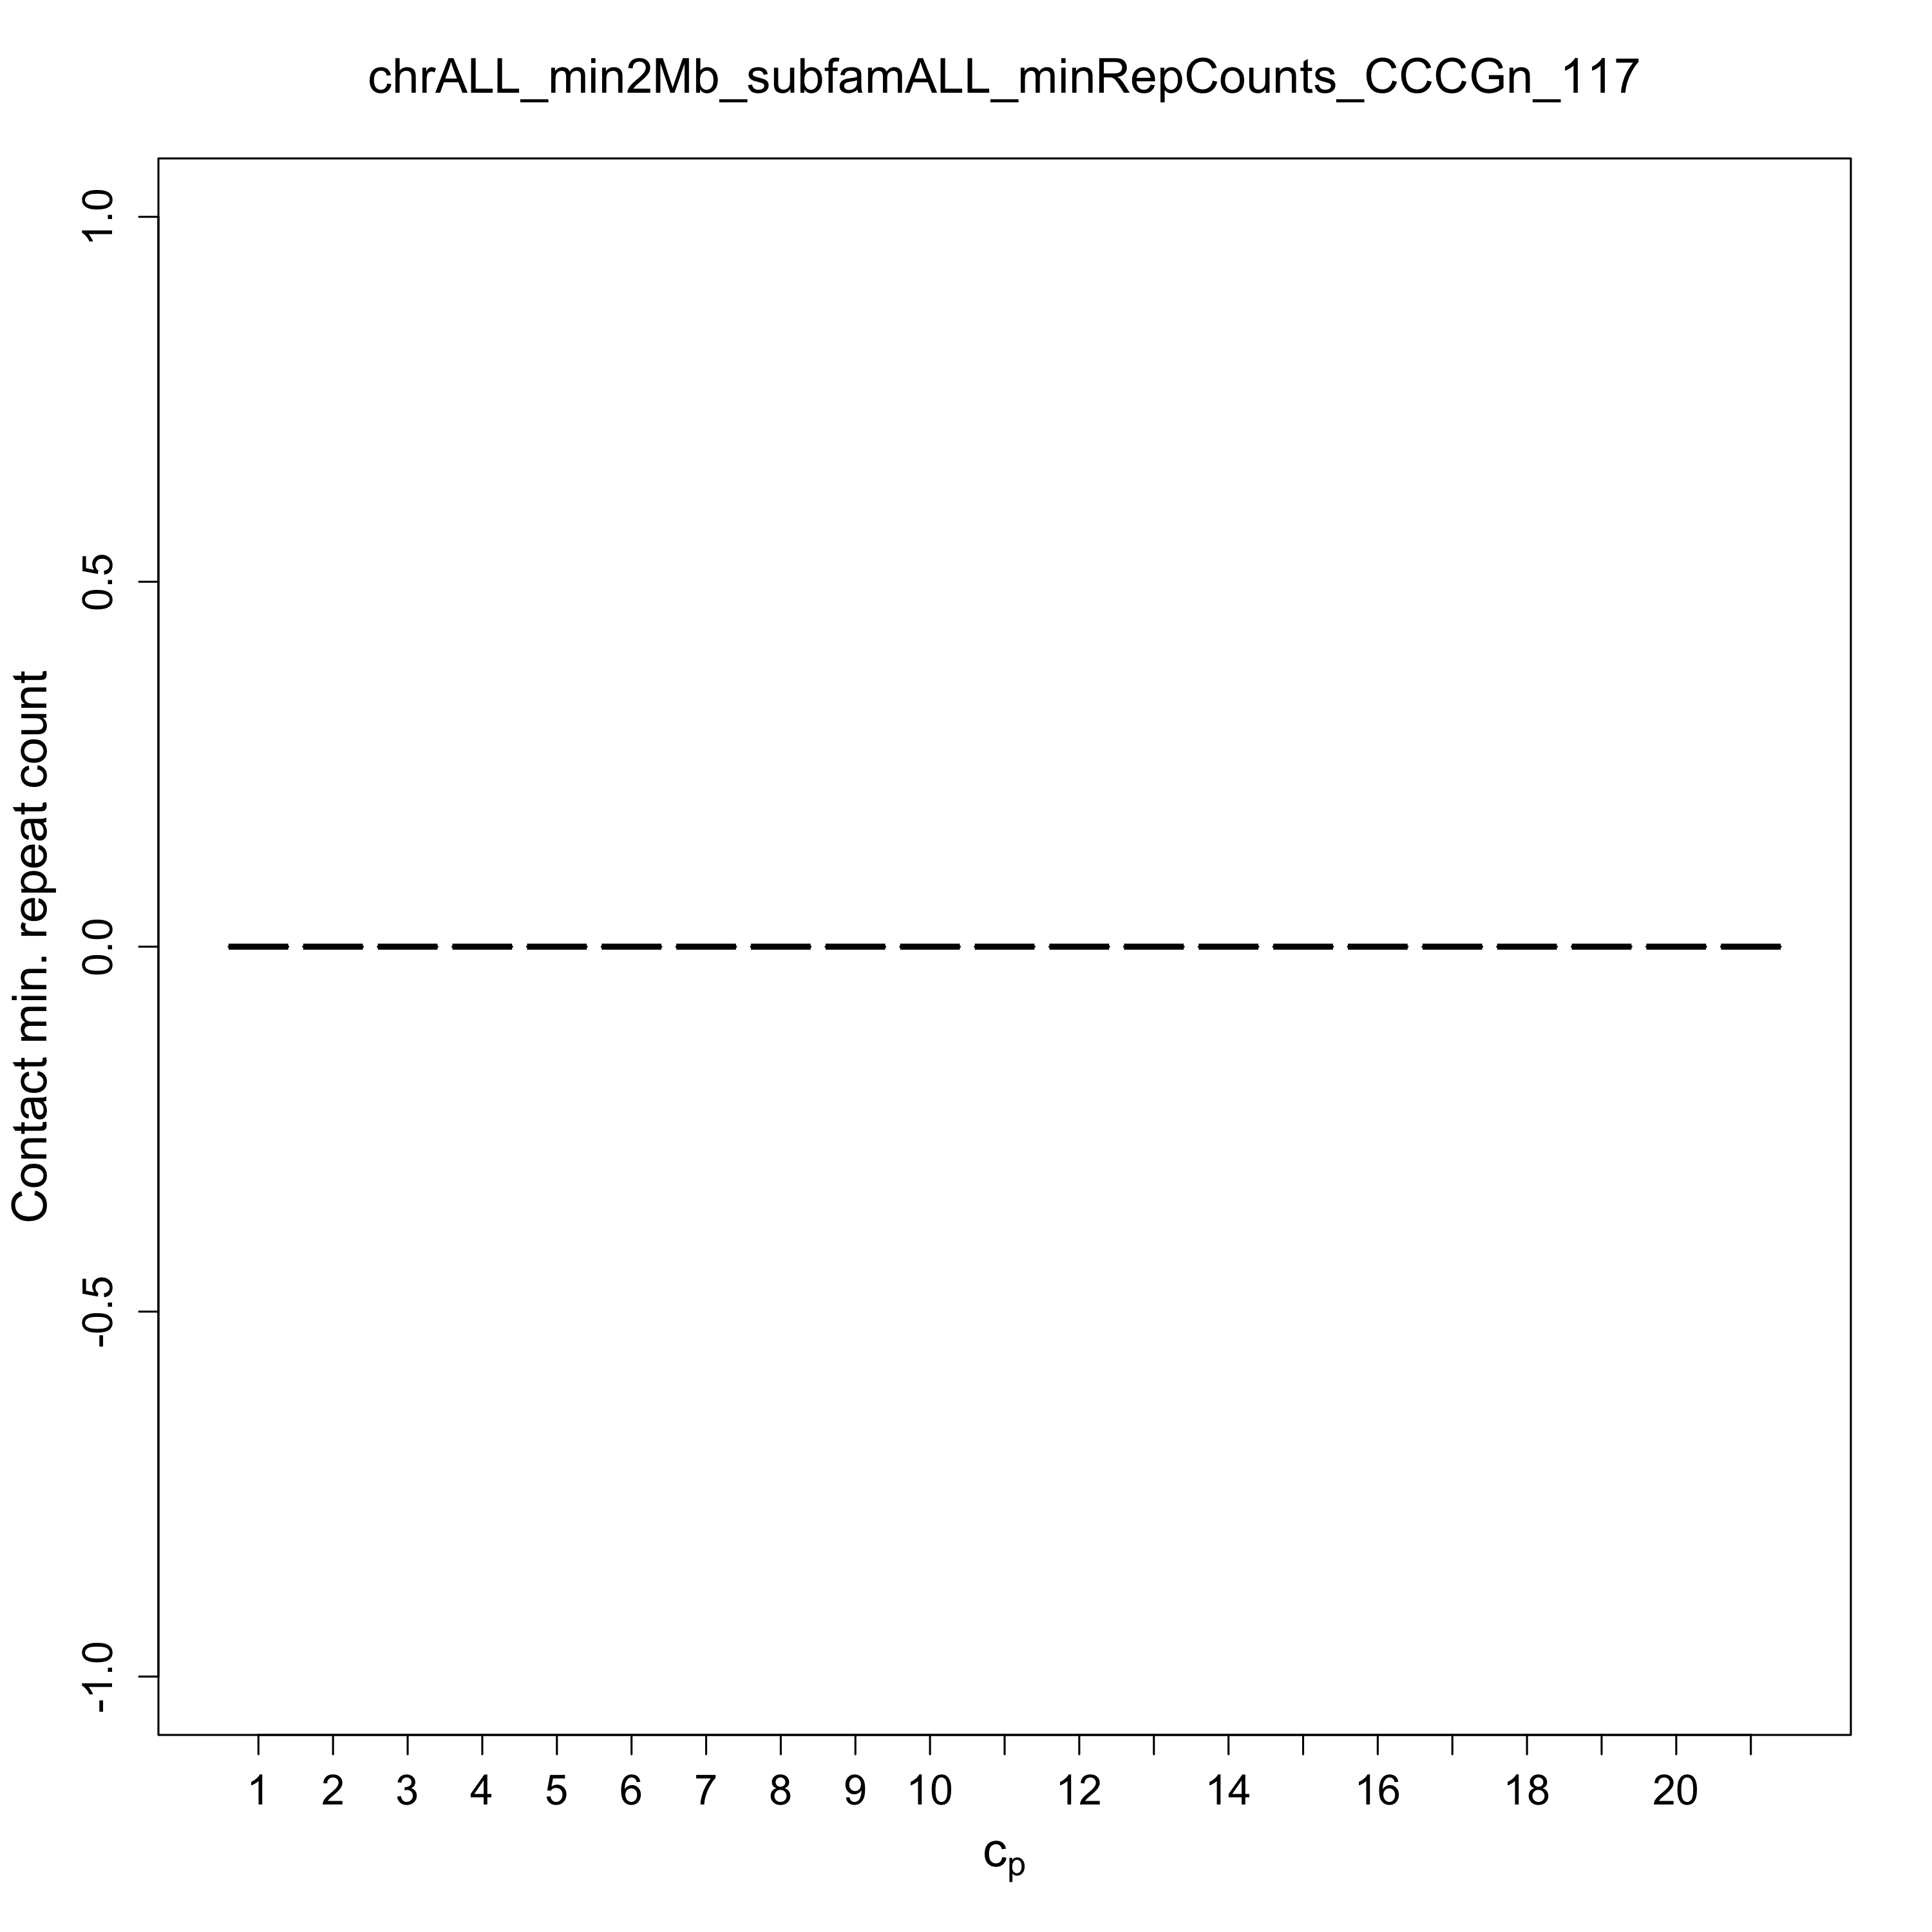 chrALL_min2Mb_subfamALL_minRepCounts_CCCGn_117
1.0
0.5
0.0
-0.5
-1.0
Contact min. repeat count
1 2 3 4 5 6 7 8 9 10 12 14 16 18 20
cp